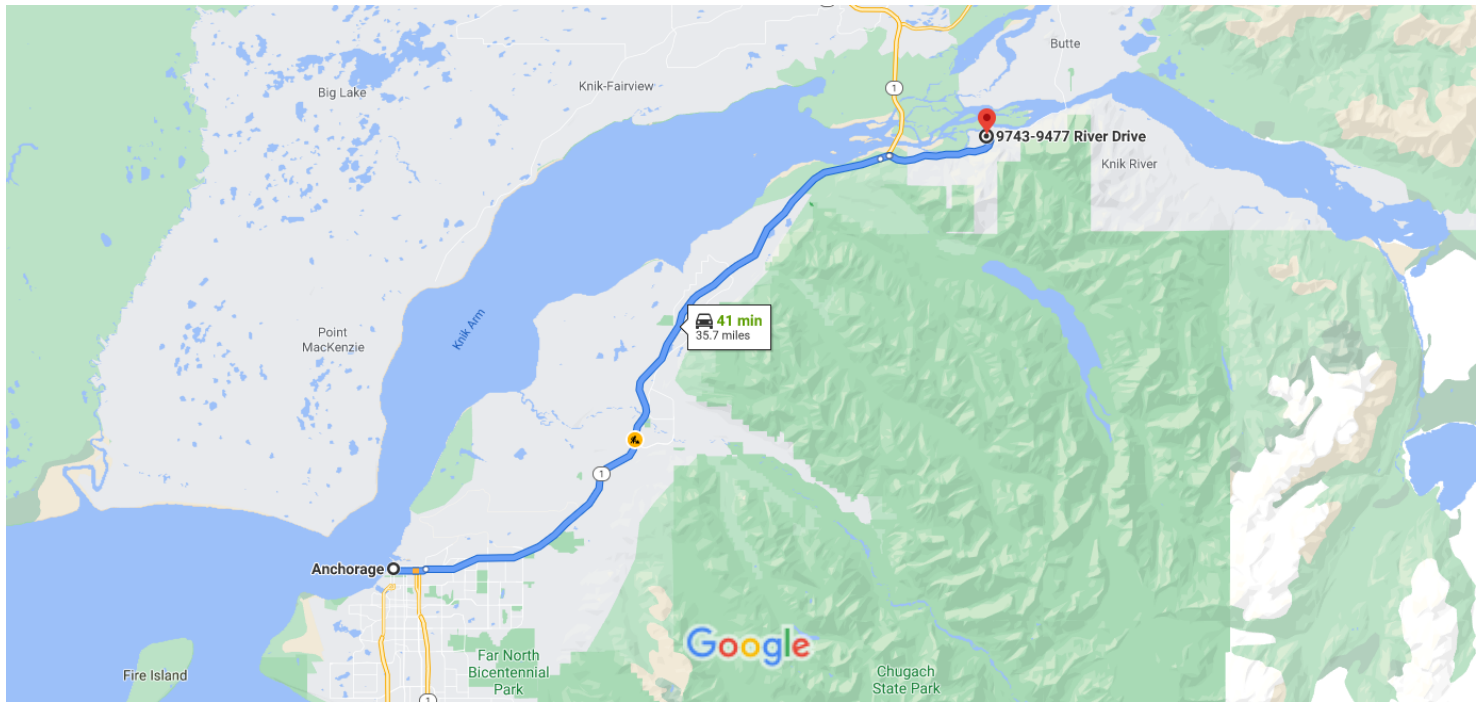 1
Butte
Big Lake
Knik-Fairview
1
9743-9477 River Drive
Knik River
41 min
35.7 miles
Knik Arm
Point
MacKenzie
1
Anchorage
Google
Far North
Bicentennial
Park
Fire Island
Chugach
State Park
1